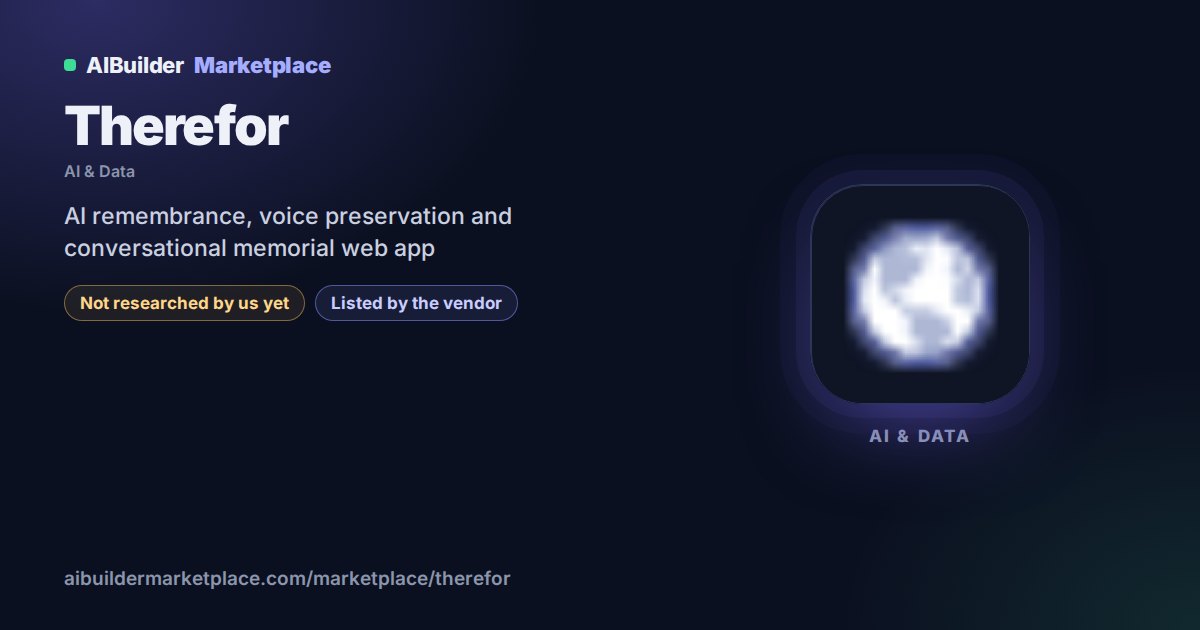 AIBuilder Marketplace
Therefor
AI & Data
AI remembrance, voice preservation and
conversational memorial web app
Not researched by us yet
Listed by the vendor
AI & DATA
aibuildermarketplace.com/marketplace/therefor